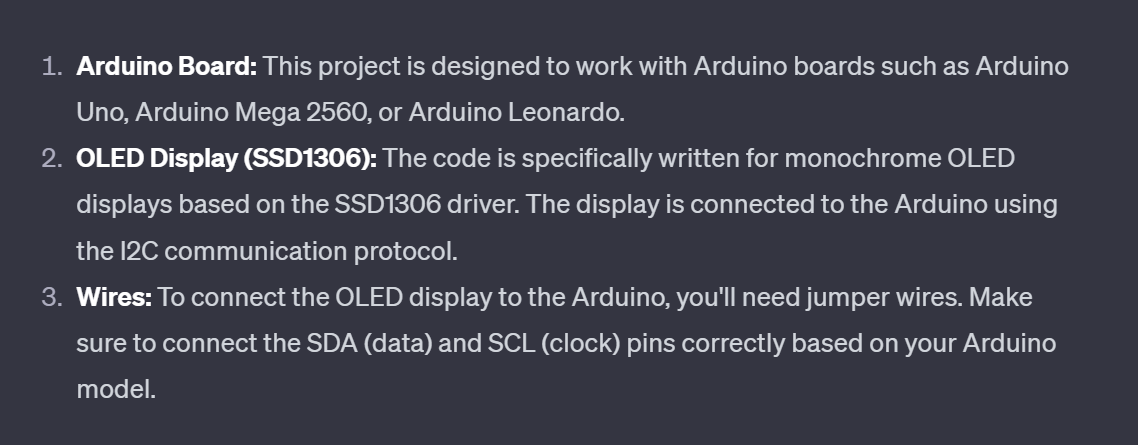 1. Arduino Board: This project is designed to work with Arduino boards such as Arduino
Uno, Arduino Mega 2560, or Arduino Leonardo.
2. OLED Display (SSD1306): The code is specifically written for monochrome OLED
displays based on the SSD1306 driver. The display is connected to the Arduino using
the I2C communication protocol.
3. Wires: To connect the OLED display to the Arduino, you'll need jumper wires. Make
sure to connect the SDA (data) and SCL (clock) pins correctly based on your Arduino
model.